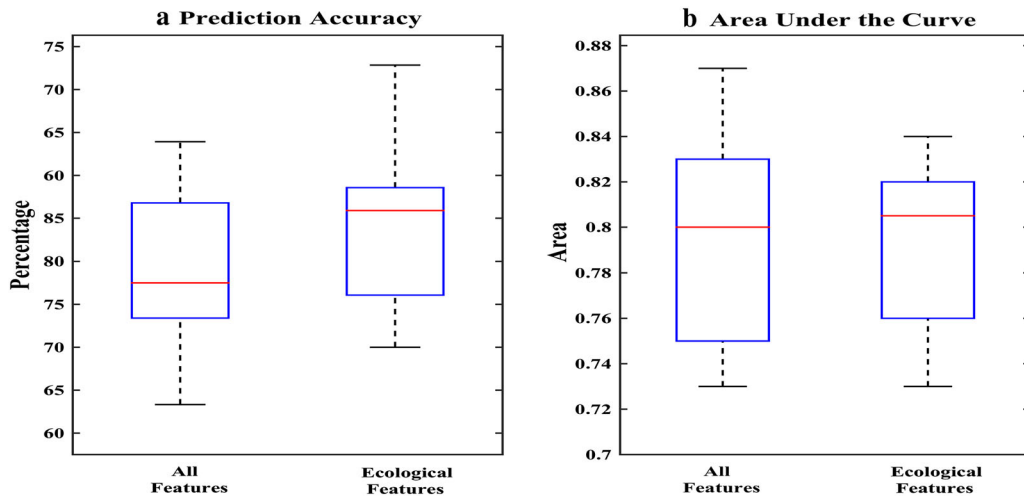 a Prediction Accuracy
75
70
65
60
85
80
75
70
65
60
Percentage
All
Features
Ecological
Features
b Area Under the Curve
0.88
0.86
0.84
0.82
0.8
0.78
0.76
0.74
0.72
0.7
Area
All
Features
Ecological
Features